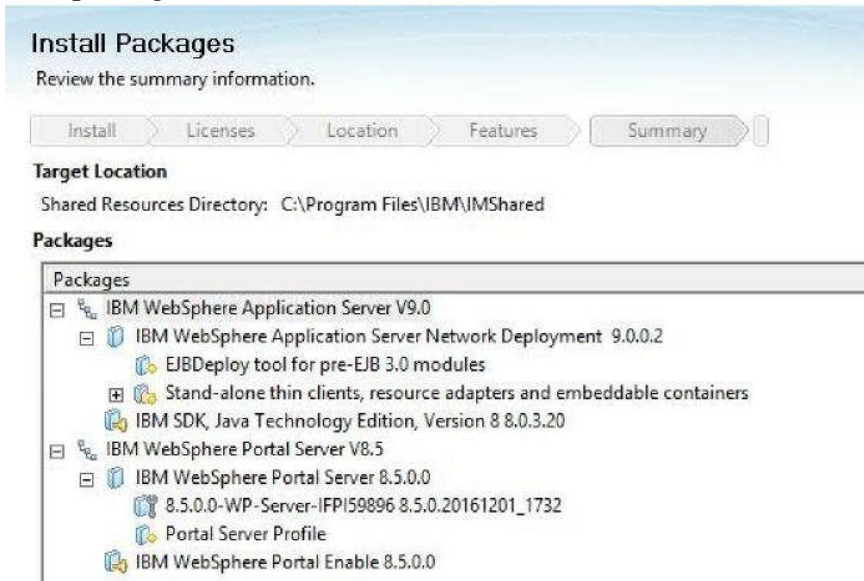 Install Packages
Review the summary information.
Install Licenses Location Features Summary
Target Location
Shared Resources Directory: C:\Program Files\IBM\IMShared
Packages
Packages
IBM WebSphere Application Server V9.0
IBM WebSphere Application Server Network Deployment 9.0.0.2
EJBDeploy tool for pre-EJB 3.0 modules
Stand-alone thin clients, resource adapters and embeddable containers
IBM SDK, Java Technology Edition, Version 8 8.0.3.20
IBM WebSphere Portal Server V8.5
IBM WebSphere Portal Server 8.5.0.0
8.5.0.0-WP-Server-IFPI59896 8.5.0.20161201_1732
Portal Server Profile
IBM WebSphere Portal Enable 8.5.0.0